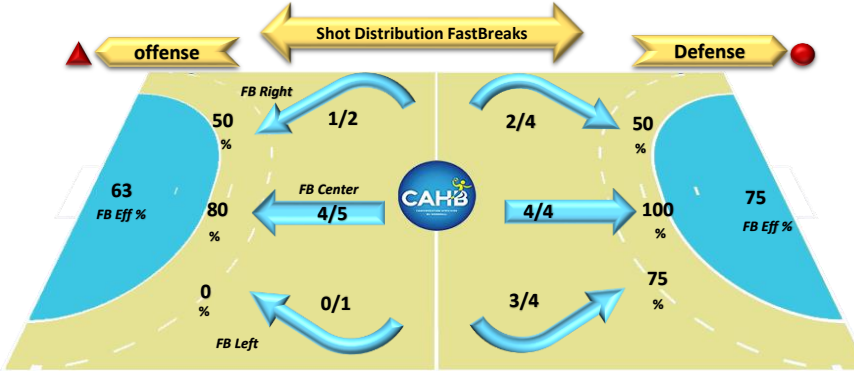 Shot Distribution FastBreaks
offense
Defense
FB Right
50
%
1/2
2/4
50
%
63
FB Eff %
FB Center
80
%
4/5
CAHB
4/4
100
%
75
FB Eff %
0
%
0/1
3/4
75
%
FB Left